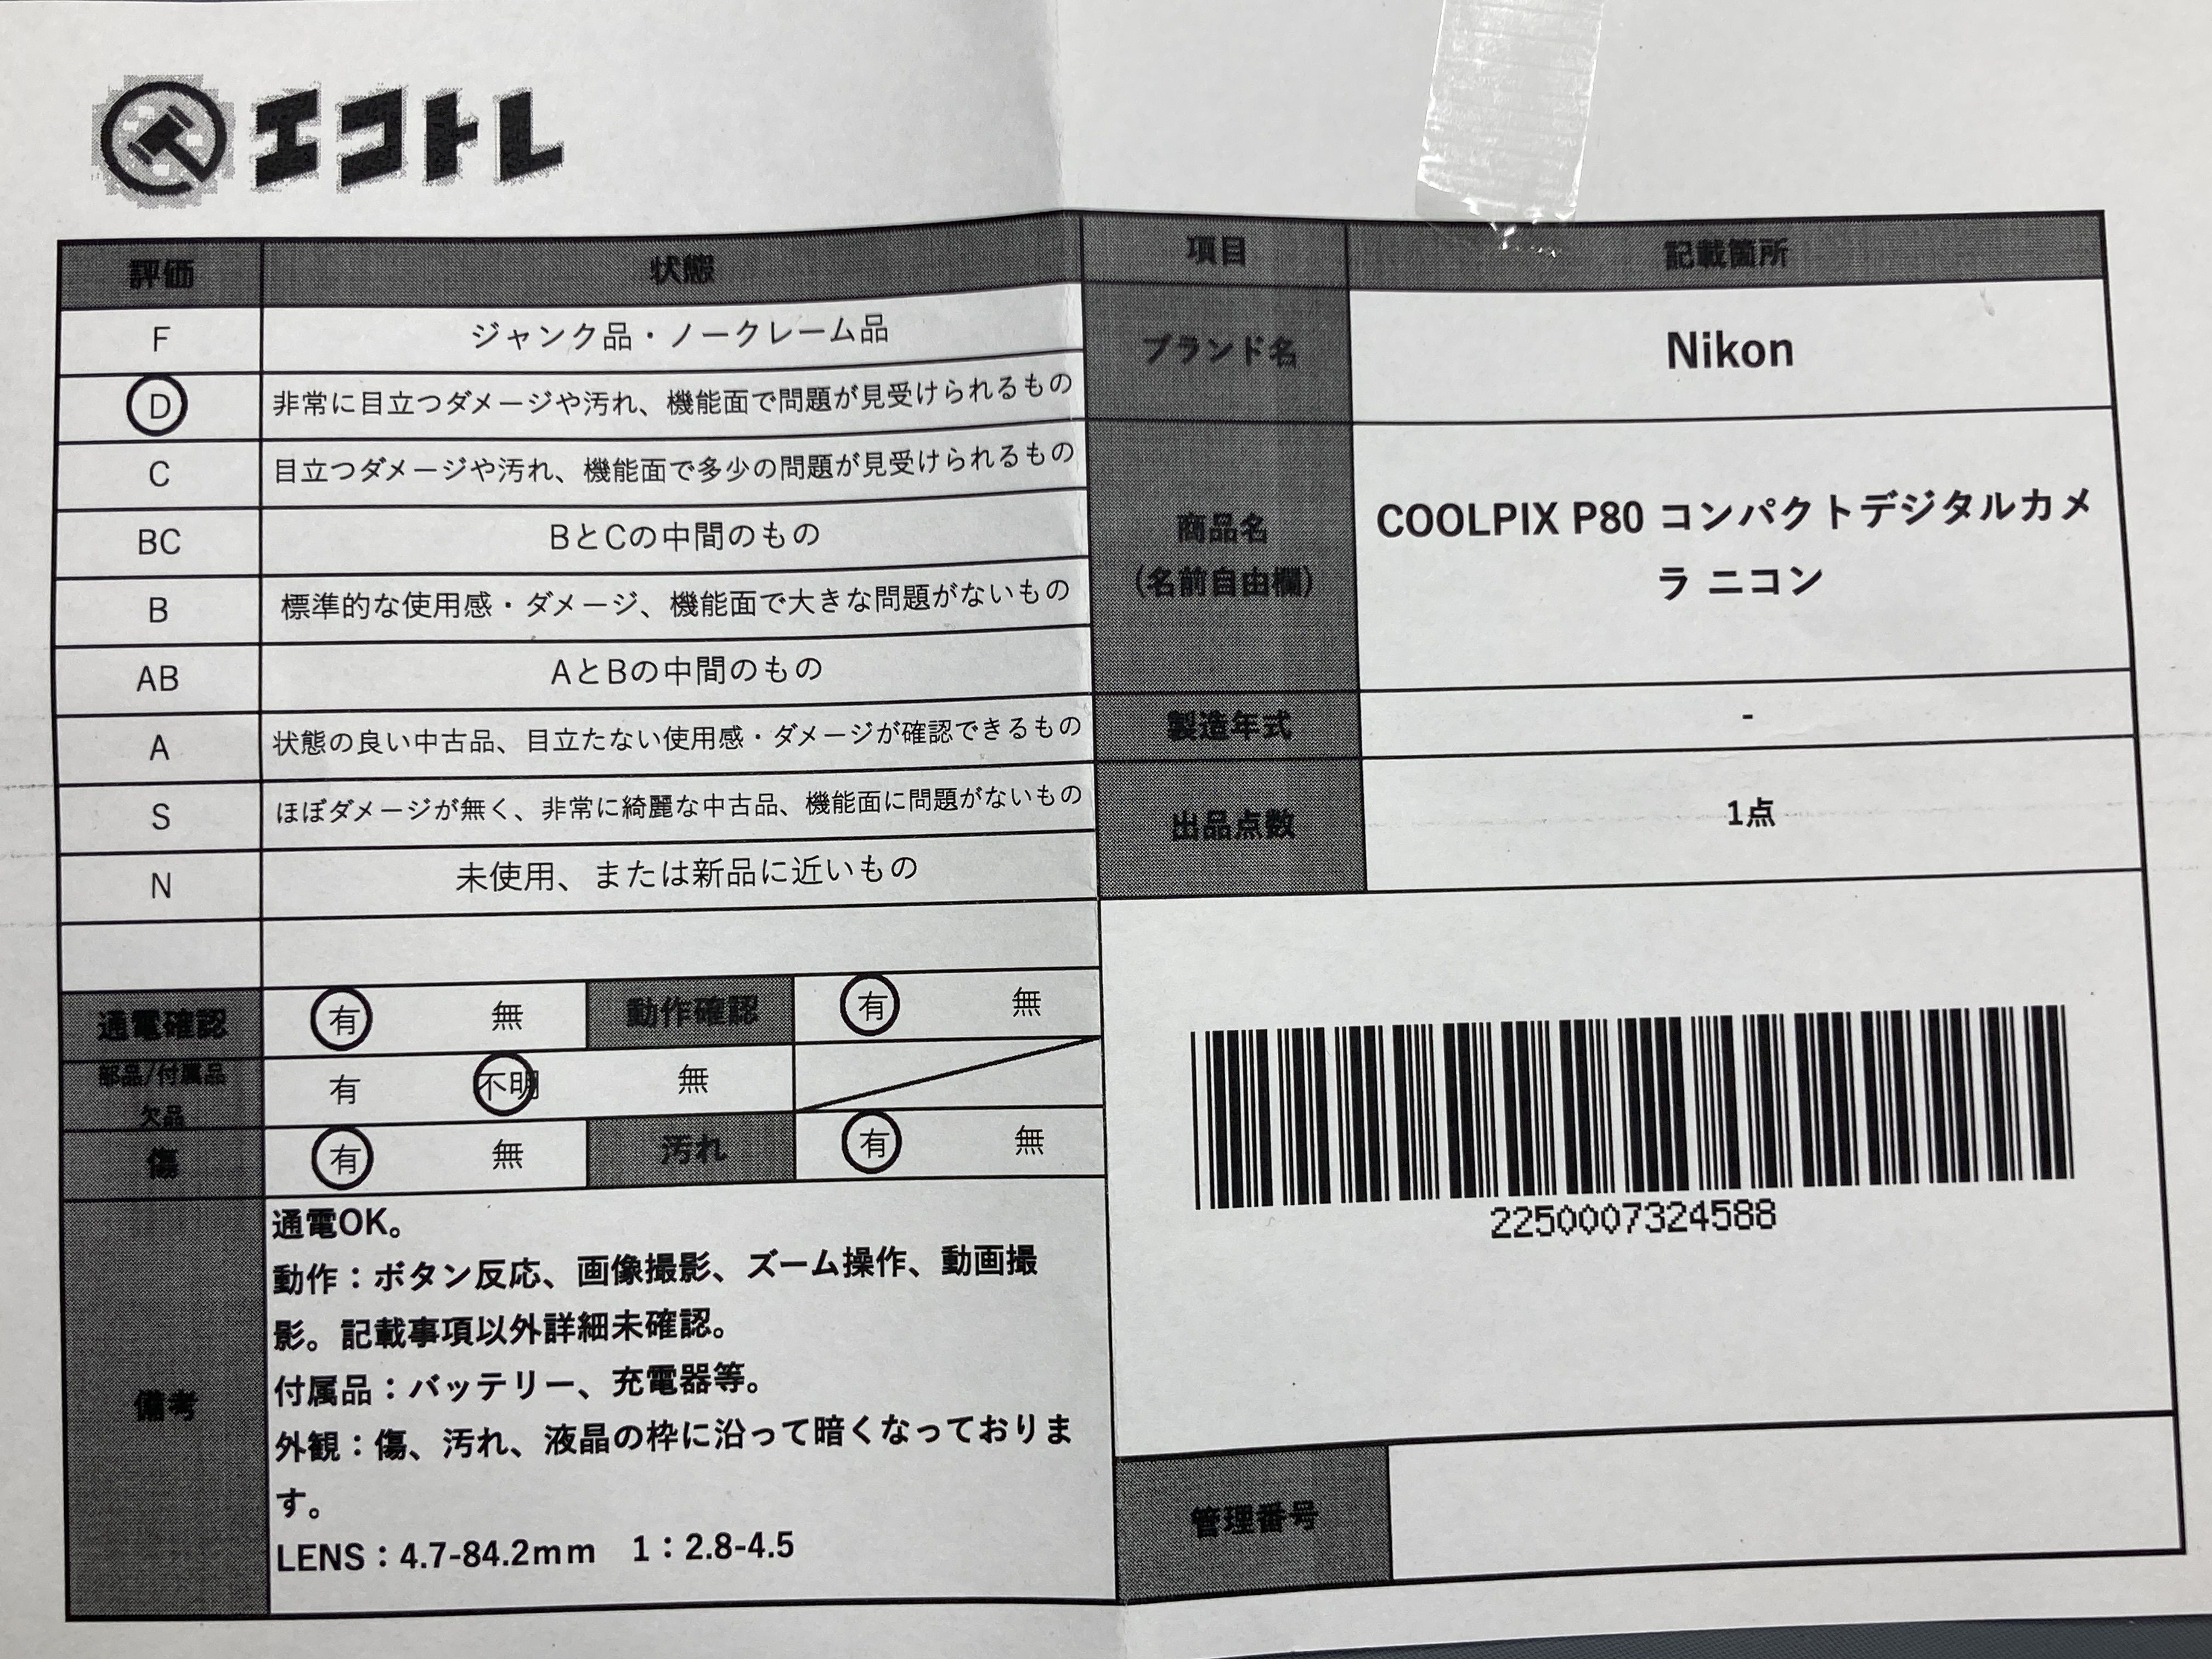 エコトレ
評価 状態
F ジャンク品・ノークレーム品
D 非常に目立つダメージや汚れ、機能面で問題が見受けられるもの
C 目立つダメージや汚れ、機能面で多少の問題が見受けられるもの
BC BとCの中間のもの
B 標準的な使用感・ダメージ、機能面で大きな問題がないもの
AB AとBの中間のもの
A 状態の良い中古品、目立たない使用感・ダメージが確認できるもの
S ほぼダメージが無く、非常に綺麗な中古品、機能面に問題がないもの
N 未使用、または新品に近いもの
通電確認 有 無 動作確認 有 無
部品/付属品 有 不明 無
欠品
傷 有 無 汚れ 有 無
備考
通電OK。
動作：ボタン反応、画像撮影、ズーム操作、動画撮
影。記載事項以外詳細未確認。
付属品：バッテリー、充電器等。
外観：傷、汚れ、液晶の枠に沿って暗くなっておりま
す。
LENS：4.7-84.2mm 1：2.8-4.5
項目 記載箇所
ブランド名 Nikon
商品名
(名前自由欄)
COOLPIX P80 コンパクトデジタルカメ
ラ ニコン
製造年式 -
出品点数 1点
2250007324588
管理番号